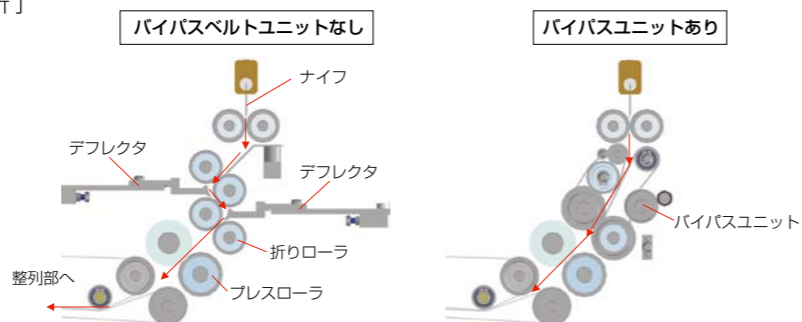 T」
バイパスベルトユニットなし
バイパスユニットあり
ナイフ
デフレクタ
デフレクタ
バイパスユニット
折りローラ
整列部へ
プレスローラ